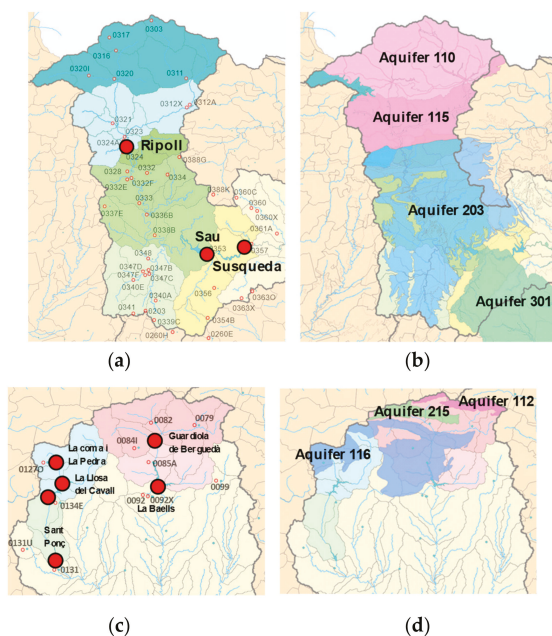 0303
0317
0316
0320I
0320
0311
0312X
0312A
0321
0323
0324A
Ripoll
0324
0388G
0328
0332
0334
0332E
0332F
0388K
0360C
0333
0337E
0360
0336B
0360X
0361A
0338B
Sau
0353
0357
Susqueda
0348
0347D
0347B
0347F
0347C
0340E
0356
0340A
0363O
0341
0203
0363X
0339C
0354B
0260H
0260E
(a)
Aquifer 110
Aquifer 115
Aquifer 203
Aquifer 301
(b)
0082
0079
Guardiola
de Berguedà
0084I
La coma i
La Pedra
0127O
0085A
La Llosa
del Cavall
0099
0134E
0092
0092X
La Baells
Sant
Ponç
0131U
0131
(c)
Aquifer 112
Aquifer 215
Aquifer 116
(d)